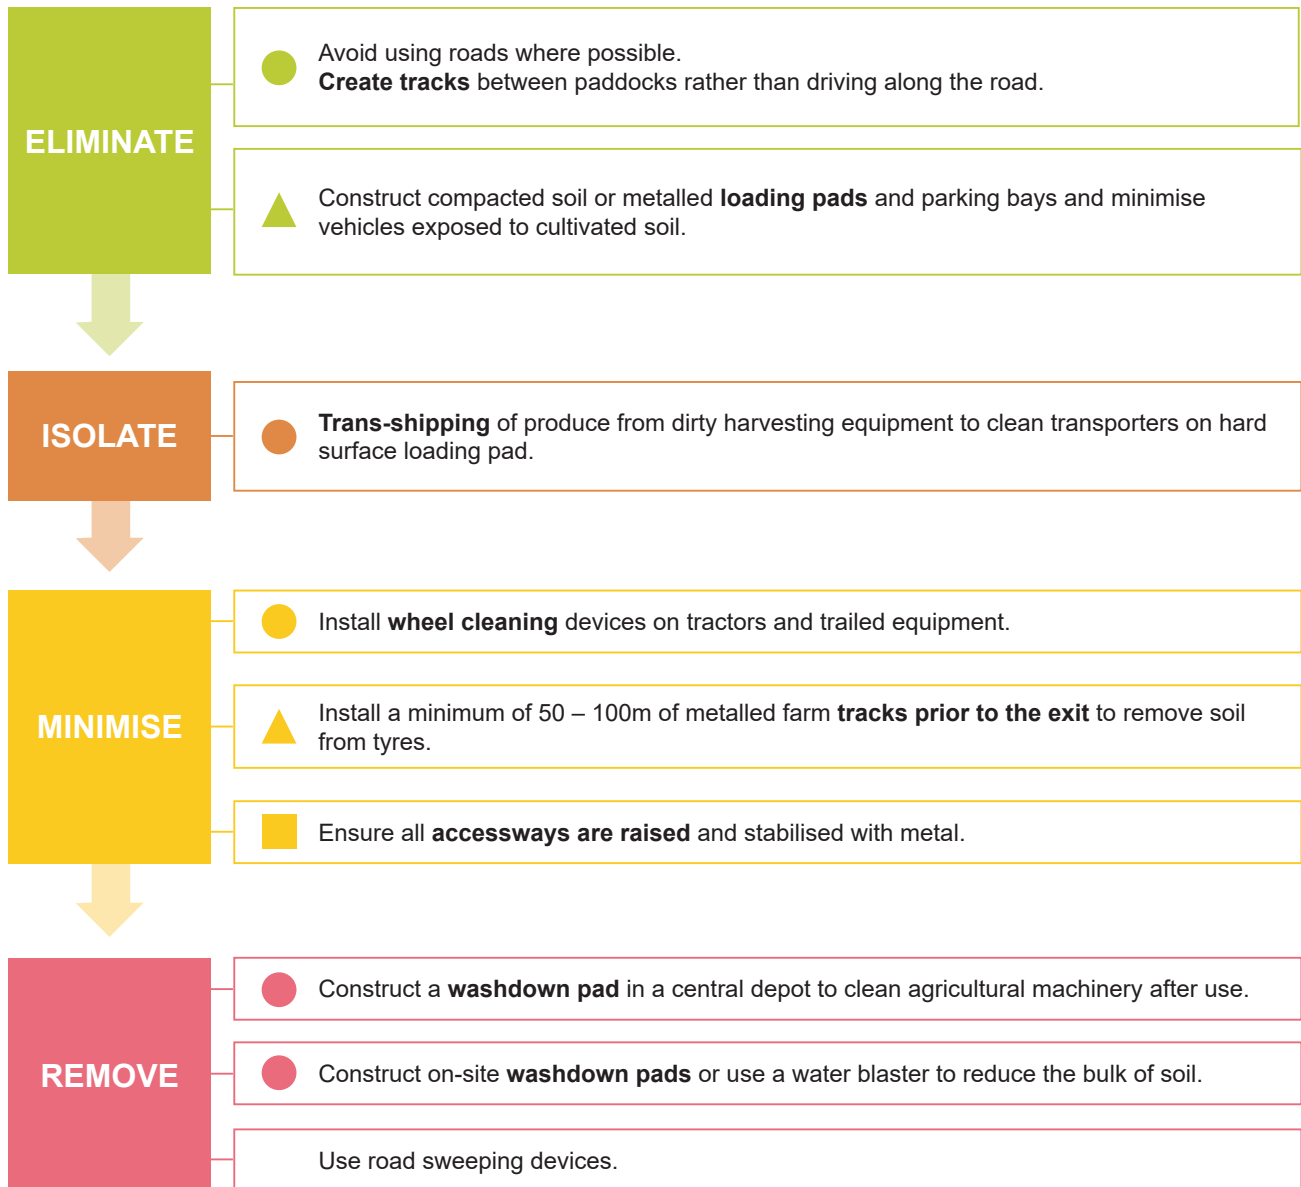 ELIMINATE
Avoid using roads where possible.
Create tracks between paddocks rather than driving along the road.
Construct compacted soil or metalled loading pads and parking bays and minimise
vehicles exposed to cultivated soil.
ISOLATE
Trans-shipping of produce from dirty harvesting equipment to clean transporters on hard
surface loading pad.
MINIMISE
Install wheel cleaning devices on tractors and trailed equipment.
Install a minimum of 50 – 100m of metalled farm tracks prior to the exit to remove soil
from tyres.
Ensure all accessways are raised and stabilised with metal.
REMOVE
Construct a washdown pad in a central depot to clean agricultural machinery after use.
Construct on-site washdown pads or use a water blaster to reduce the bulk of soil.
Use road sweeping devices.